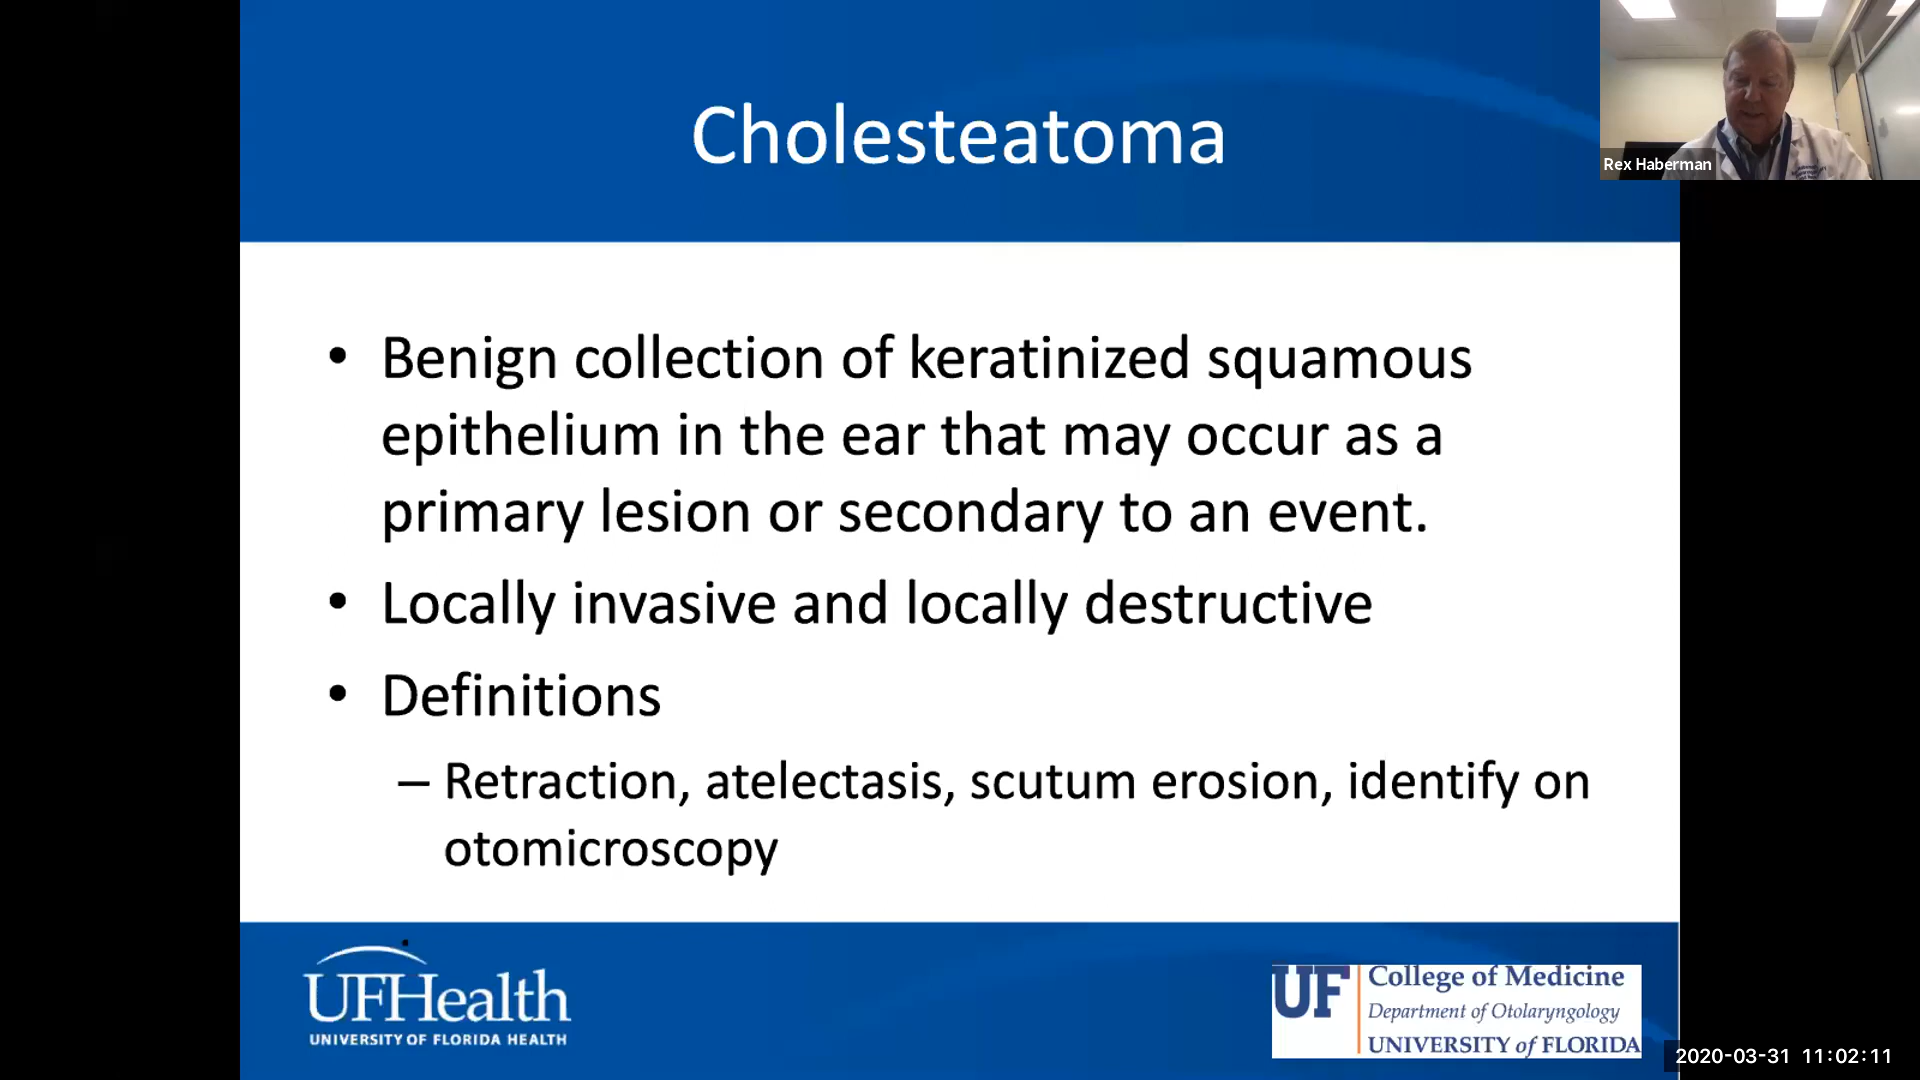 Cholesteatoma
Rex Haberman
• Benign collection of keratinized squamous
epithelium in the ear that may occur as a
primary lesion or secondary to an event.
• Locally invasive and locally destructive
• Definitions
– Retraction, atelectasis, scutum erosion, identify on
otomicroscopy
UFHealth
UNIVERSITY OF FLORIDA HEALTH
UF
College of Medicine
Department of Otolaryngology
UNIVERSITY of FLORIDA
2020-03-31 11:02:11